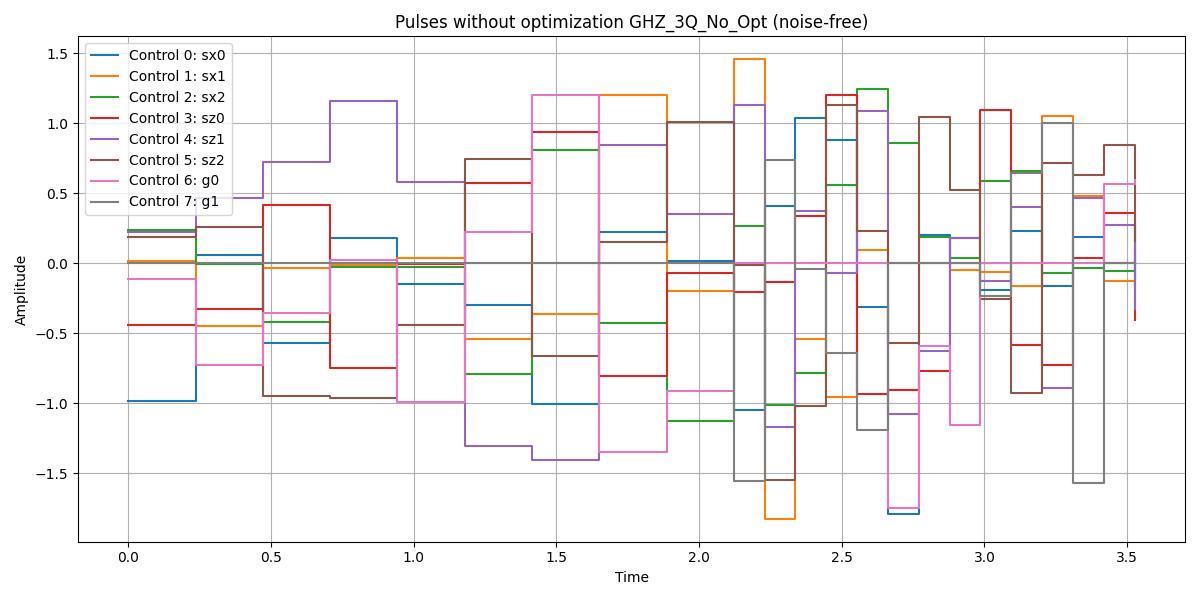 Pulses without optimization GHZ_3Q_No_Opt (noise-free)
Amplitude
1.5
1.0
0.5
0.0
−0.5
−1.0
−1.5
Control 0: sx0
Control 1: sx1
Control 2: sx2
Control 3: sz0
Control 4: sz1
Control 5: sz2
Control 6: g0
Control 7: g1
0.0
0.5
1.0
1.5
2.0
2.5
3.0
3.5
Time